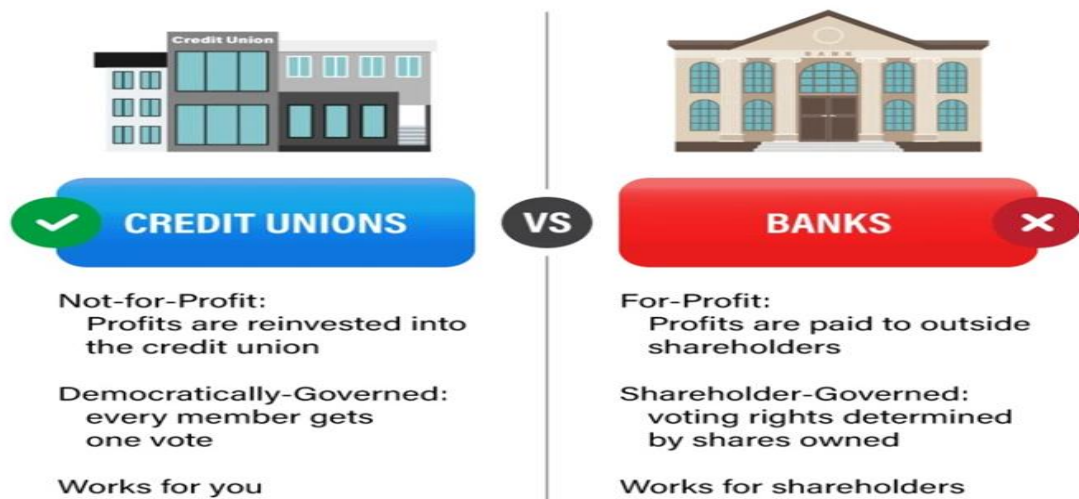 Credit Union
BANK
CREDIT UNIONS
VS
BANKS
Not-for-Profit:
Profits are reinvested into
the credit union
Democratically-Governed:
every member gets
one vote
Works for you
For-Profit:
Profits are paid to outside
shareholders
Shareholder-Governed:
voting rights determined
by shares owned
Works for shareholders